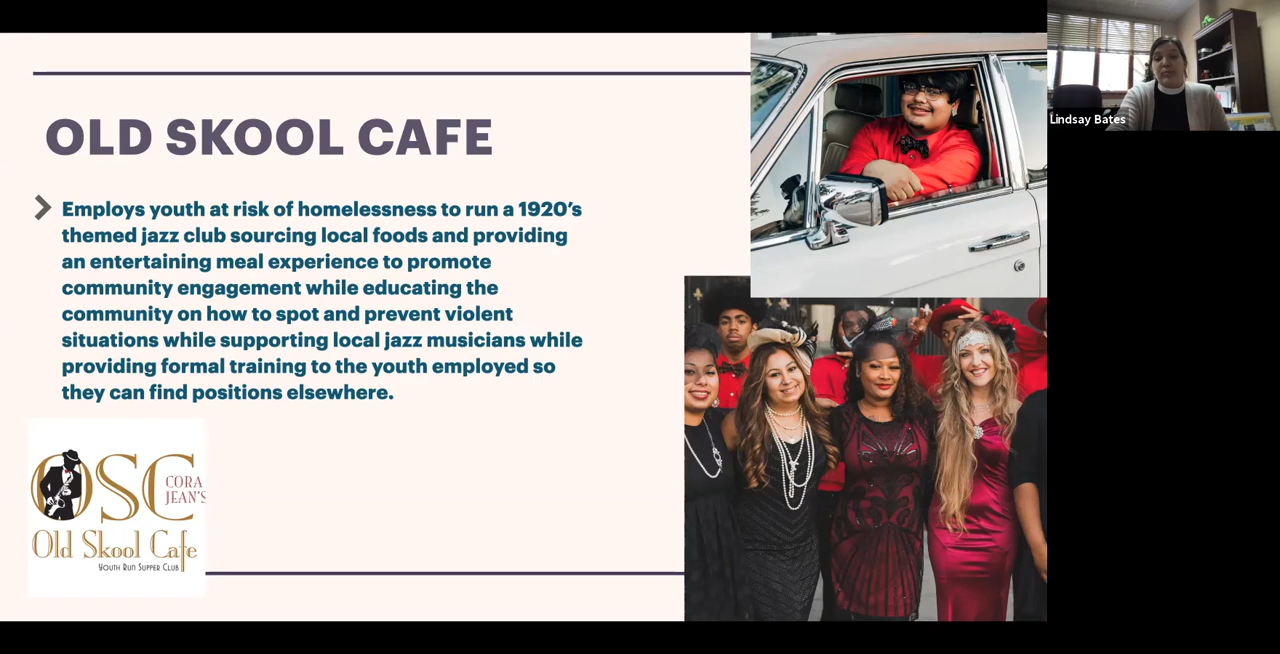 OLD SKOOL CAFE
Employs youth at risk of homelessness to run a 1920's
themed jazz club sourcing local foods and providing
an entertaining meal experience to promote
community engagement while educating the
community on how to spot and prevent violent
situations while supporting local jazz musicians while
providing formal training to the youth employed so
they can find positions elsewhere.
OSC
CORA
JEAN'S
Old Skool Cafe
YOUTH RUN SUPPER CLUB
Lindsay Bates